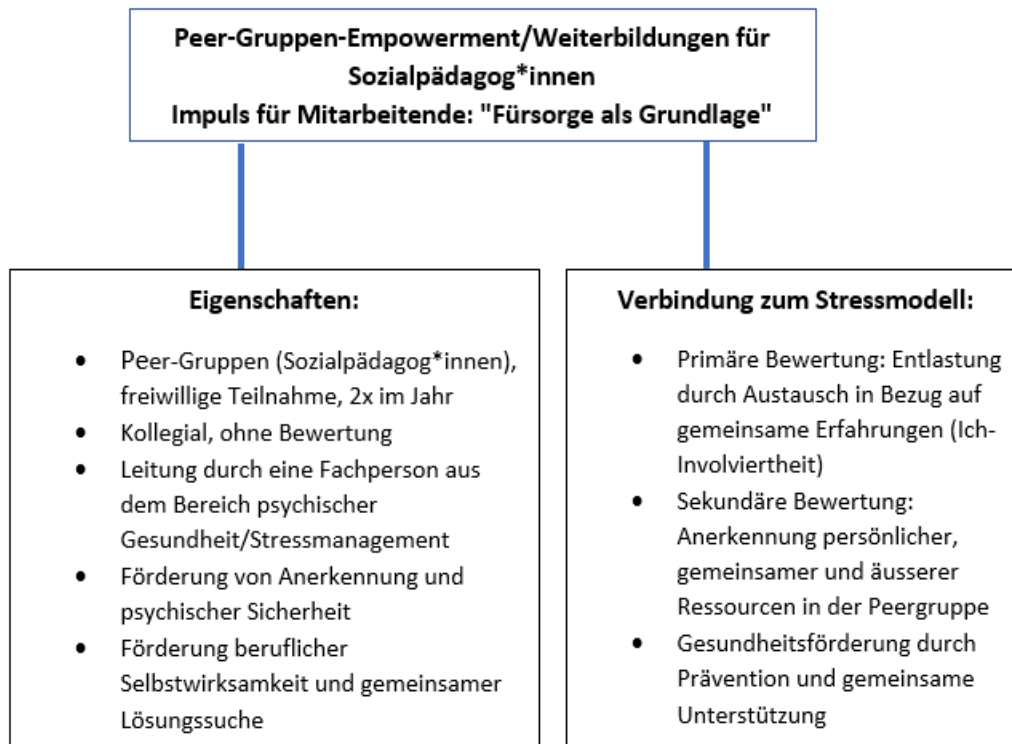 Peer-Gruppen-Empowerment/Weiterbildungen für
Sozialpädagog*innen
Impuls für Mitarbeitende: "Fürsorge als Grundlage"
Eigenschaften:
• Peer-Gruppen (Sozialpädagog*innen),
freiwillige Teilnahme, 2x im Jahr
• Kollegial, ohne Bewertung
• Leitung durch eine Fachperson aus
dem Bereich psychischer
Gesundheit/Stressmanagement
• Förderung von Anerkennung und
psychischer Sicherheit
• Förderung beruflicher
Selbstwirksamkeit und gemeinsamer
Lösungssuche
Verbindung zum Stressmodell:
• Primäre Bewertung: Entlastung
durch Austausch in Bezug auf
gemeinsame Erfahrungen (Ich-
Involviertheit)
• Sekundäre Bewertung:
Anerkennung persönlicher,
gemeinsamer und äusserer
Ressourcen in der Peergruppe
• Gesundheitsförderung durch
Prävention und gemeinsame
Unterstützung